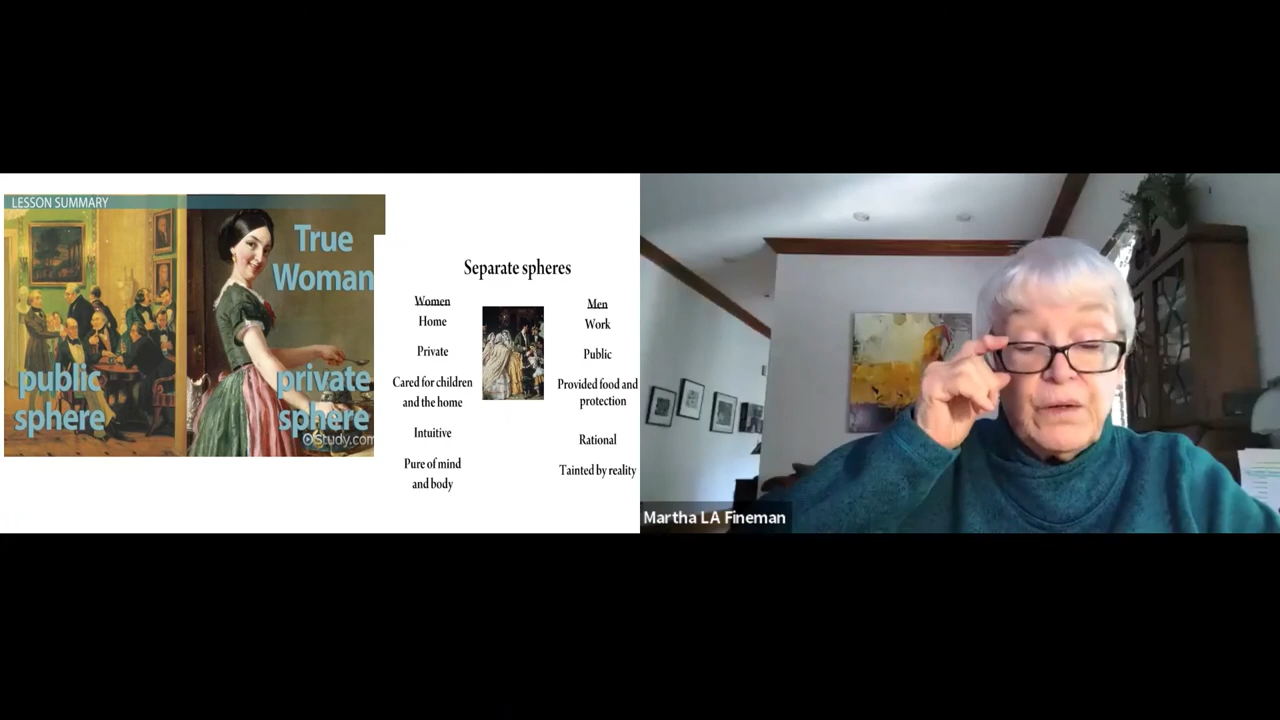 LESSON SUMMARY
True
Woman
public
sphere
private
sphere
Study.com
Separate spheres
Women
Home
Private
Cared for children
and the home
Intuitive
Pure of mind
and body
Men
Work
Public
Provided food and
protection
Rational
Tainted by reality
Martha LA Fineman